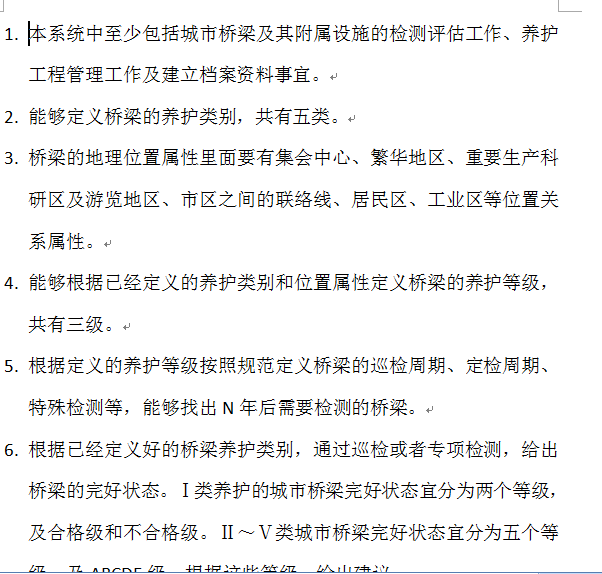 1. 本系统中至少包括城市桥梁及其附属设施的检测评估工作、养护
工程管理工作及建立档案资料事宜。
2. 能够定义桥梁的养护类别，共有五类。
3. 桥梁的地理位置属性里面要有集会中心、繁华地区、重要生产科
研区及游览地区、市区之间的联络线、居民区、工业区等位置关
系属性。
4. 能够根据已经定义的养护类别和位置属性定义桥梁的养护等级，
共有三级。
5. 根据定义的养护等级按照规范定义桥梁的巡检周期、定检周期、
特殊检测等，能够找出 N 年后需要检测的桥梁。
6. 根据已经定义好的桥梁养护类别，通过巡检或者专项检测，给出
桥梁的完好状态。Ⅰ类养护的城市桥梁完好状态宜分为两个等级，
及合格级和不合格级。Ⅱ～Ⅴ类城市桥梁完好状态宜分为五个等
级，及 ABCDE 级，根据这些等级，给出建议